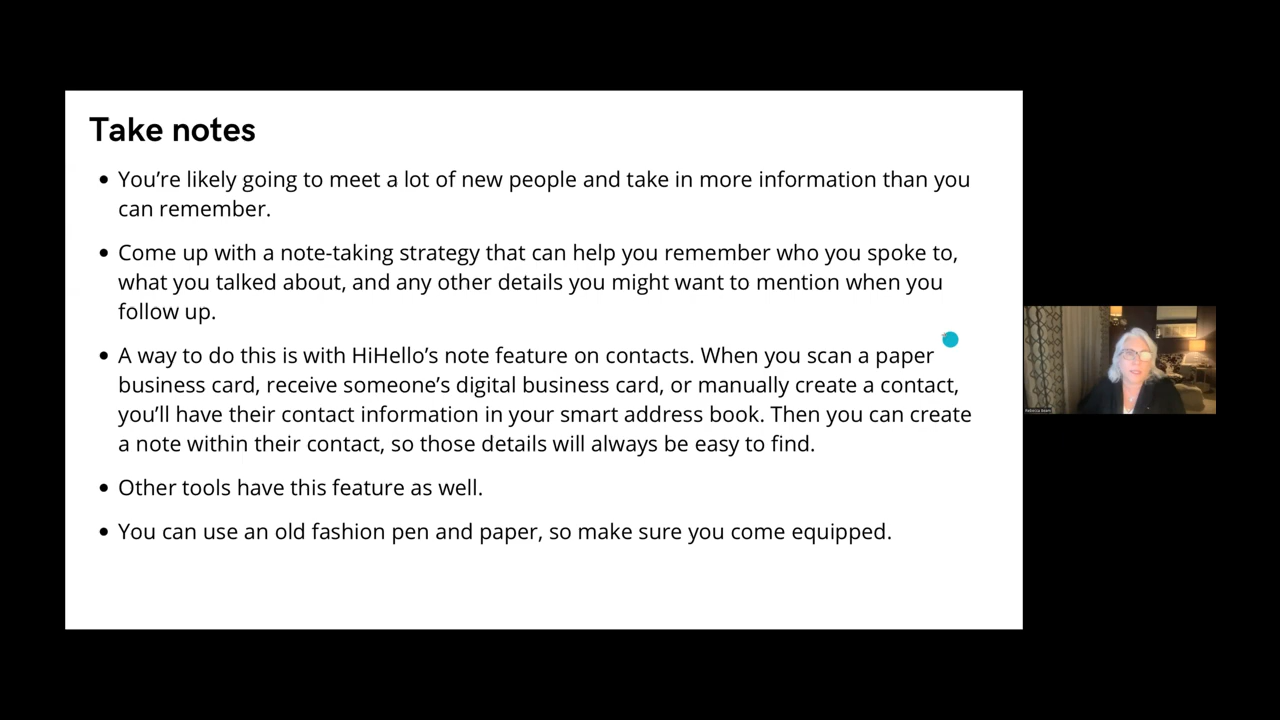 Take notes
• You’re likely going to meet a lot of new people and take in more information than you
can remember.
• Come up with a note-taking strategy that can help you remember who you spoke to,
what you talked about, and any other details you might want to mention when you
follow up.
• A way to do this is with HiHello’s note feature on contacts. When you scan a paper
business card, receive someone’s digital business card, or manually create a contact,
you’ll have their contact information in your smart address book. Then you can create
a note within their contact, so those details will always be easy to find.
• Other tools have this feature as well.
• You can use an old fashion pen and paper, so make sure you come equipped.